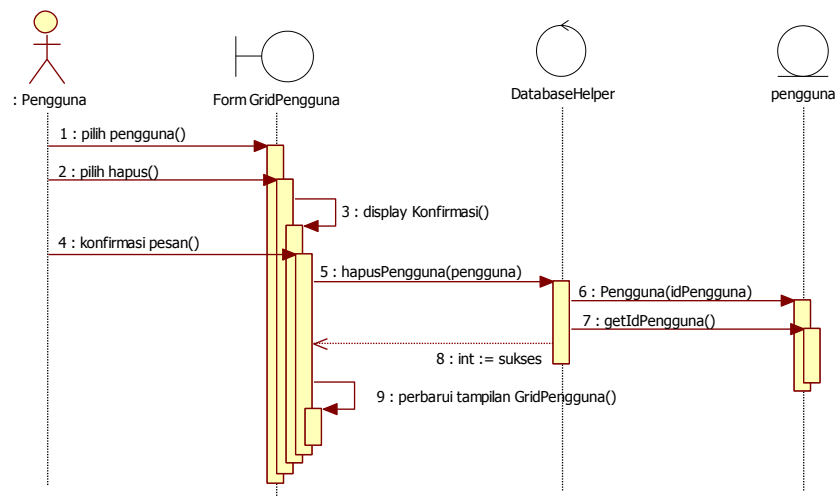 : Pengguna
Form GridPengguna
DatabaseHelper
pengguna
1 : pilih pengguna()
2 : pilih hapus()
3 : display Konfirmasi()
4 : konfirmasi pesan()
5 : hapusPengguna(pengguna)
6 : Pengguna(idPengguna)
7 : getIdPengguna()
8 : int := sukses
9 : perbarui tampilan GridPengguna()